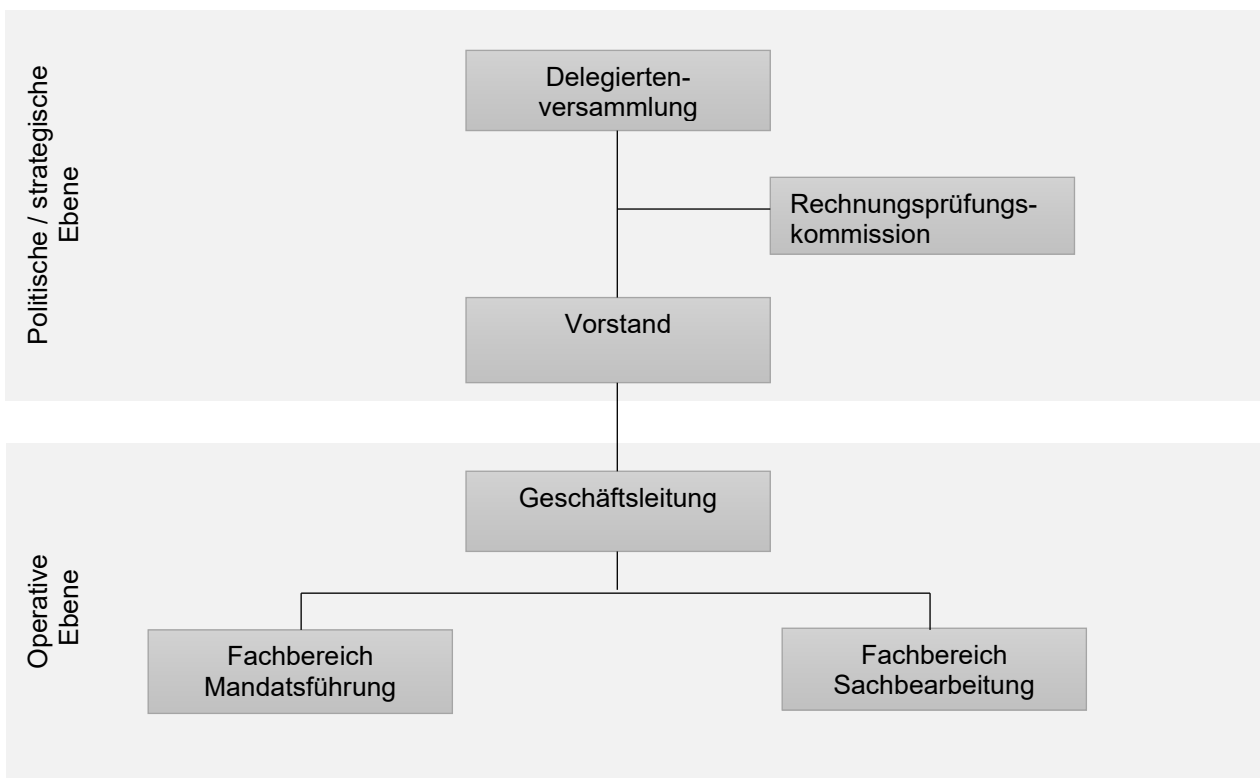 Politische / strategische
Ebene
Delegierten-
versammlung
Rechnungsprüfungs-
kommission
Vorstand
Operative
Ebene
Geschäftsleitung
Fachbereich
Mandatsführung
Fachbereich
Sachbearbeitung